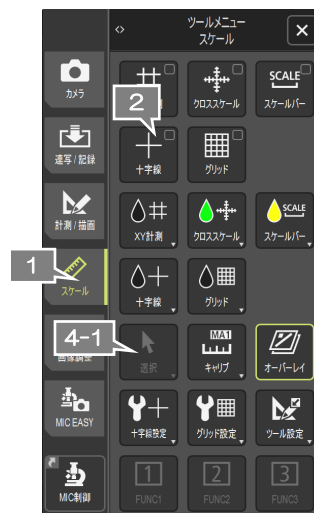 ツールメニュー
スケール
カメラ
連写/記録
計測/描画
1
スケール
画像調整
MIC EASY
MIC制御
2
SCALE
クロススケール
スケールバー
十字線
グリッド
XY計測
クロススケール
SCALE
スケールバー
十字線
グリッド
4-1
選択
MA1
キャリブ
オーバーレイ
十字線設定
グリッド設定
ツール設定
1
FUNC1
2
FUNC2
3
FUNC3